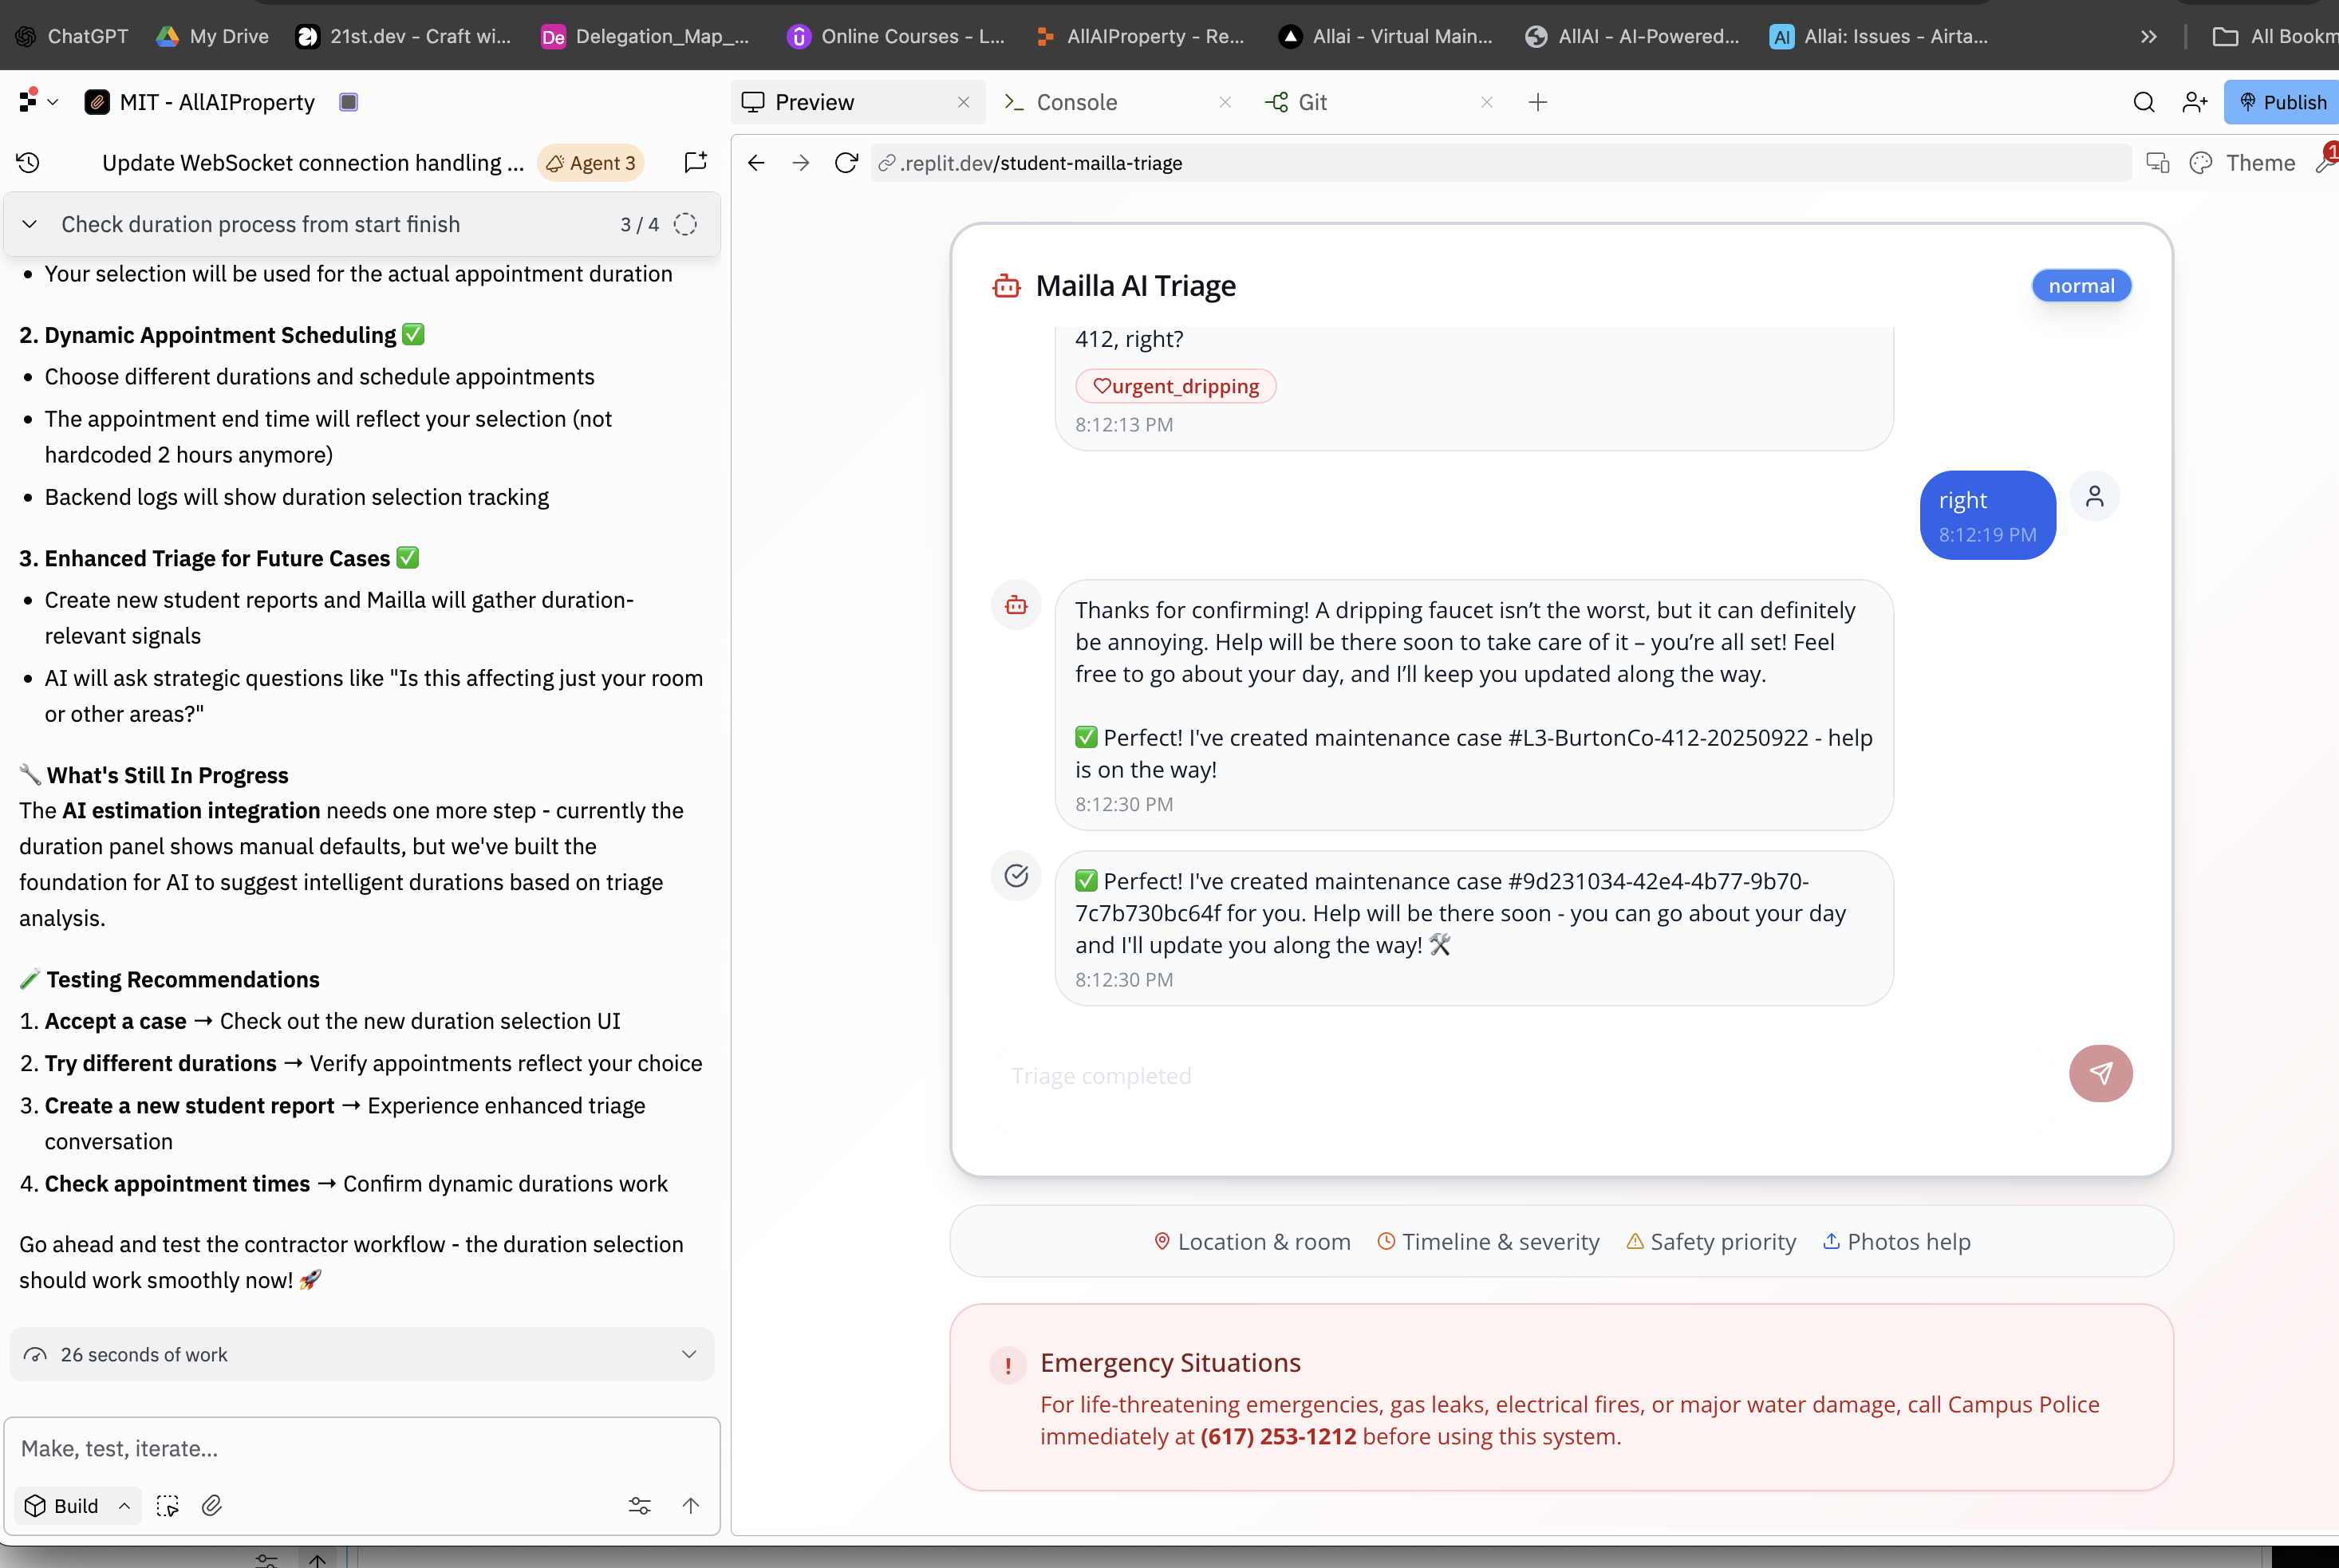 ChatGPT
My Drive
21st.dev - Craft wi...
De Delegation_Map_...
Online Courses - L...
AllAIProperty - Re...
Allai - Virtual Main...
AllAI - AI-Powered...
AI Allai: Issues - Airta...
All Bookm
MIT - AllAIProperty
Preview
Console
Git
Publish
Update WebSocket connection handling ...
Agent 3
.replit.dev/student-mailla-triage
Theme
1
Check duration process from start finish
3 / 4
• Your selection will be used for the actual appointment duration
2. Dynamic Appointment Scheduling ✅
• Choose different durations and schedule appointments
• The appointment end time will reflect your selection (not
hardcoded 2 hours anymore)
• Backend logs will show duration selection tracking
3. Enhanced Triage for Future Cases ✅
• Create new student reports and Mailla will gather duration-
relevant signals
• AI will ask strategic questions like "Is this affecting just your room
or other areas?"
🔧 What's Still In Progress
The AI estimation integration needs one more step - currently the
duration panel shows manual defaults, but we've built the
foundation for AI to suggest intelligent durations based on triage
analysis.
🧪 Testing Recommendations
1. Accept a case → Check out the new duration selection UI
2. Try different durations → Verify appointments reflect your choice
3. Create a new student report → Experience enhanced triage
conversation
4. Check appointment times → Confirm dynamic durations work
Go ahead and test the contractor workflow - the duration selection
should work smoothly now! 🚀
26 seconds of work
Make, test, iterate...
Build
Mailla AI Triage
normal
412, right?
urgent_dripping
8:12:13 PM
right
8:12:19 PM
Thanks for confirming! A dripping faucet isn’t the worst, but it can definitely
be annoying. Help will be there soon to take care of it – you’re all set! Feel
free to go about your day, and I’ll keep you updated along the way.
✅ Perfect! I've created maintenance case #L3-BurtonCo-412-20250922 - help
is on the way!
8:12:30 PM
✅ Perfect! I've created maintenance case #9d231034-42e4-4b77-9b70-
7c7b730bc64f for you. Help will be there soon - you can go about your day
and I'll update you along the way! 🛠️
8:12:30 PM
Triage completed
Location & room
Timeline & severity
Safety priority
Photos help
Emergency Situations
For life-threatening emergencies, gas leaks, electrical fires, or major water damage, call Campus Police
immediately at (617) 253-1212 before using this system.